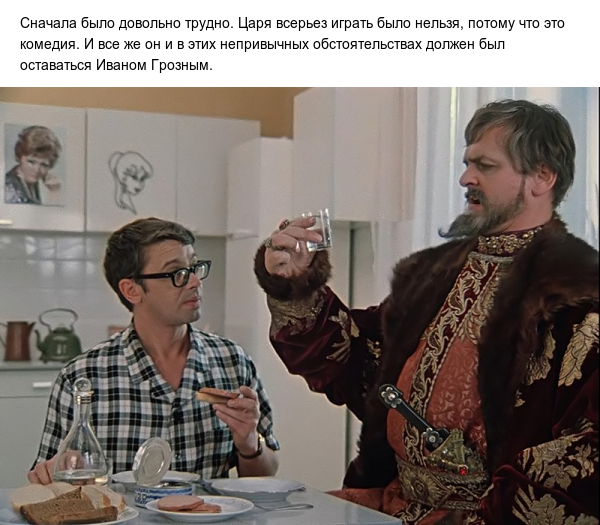 Сначала было довольно трудно. Царя всерьез играть было нельзя, потому что это
комедия. И все же он и в этих непривычных обстоятельствах должен был
оставаться Иваном Грозным.